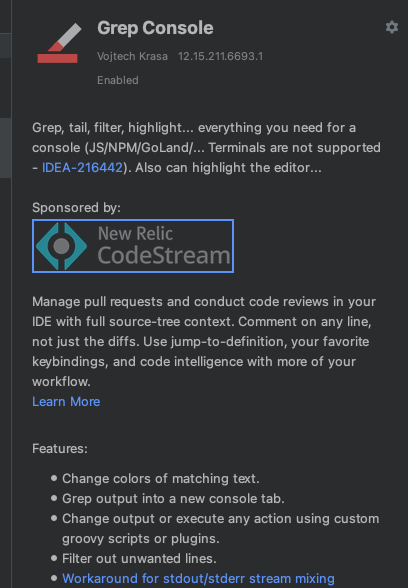 Grep Console
Vojtech Krasa 12.15.211.6693.1
Enabled
Grep, tail, filter, highlight... everything you need for a
console (JS/NPM/GoLand/... Terminals are not supported
- IDEA-216442). Also can highlight the editor...
Sponsored by:
New Relic
CodeStream
Manage pull requests and conduct code reviews in your
IDE with full source-tree context. Comment on any line,
not just the diffs. Use jump-to-definition, your favorite
keybindings, and code intelligence with more of your
workflow.
Learn More
Features:
• Change colors of matching text.
• Grep output into a new console tab.
• Change output or execute any action using custom
groovy scripts or plugins.
• Filter out unwanted lines.
• Workaround for stdout/stderr stream mixing